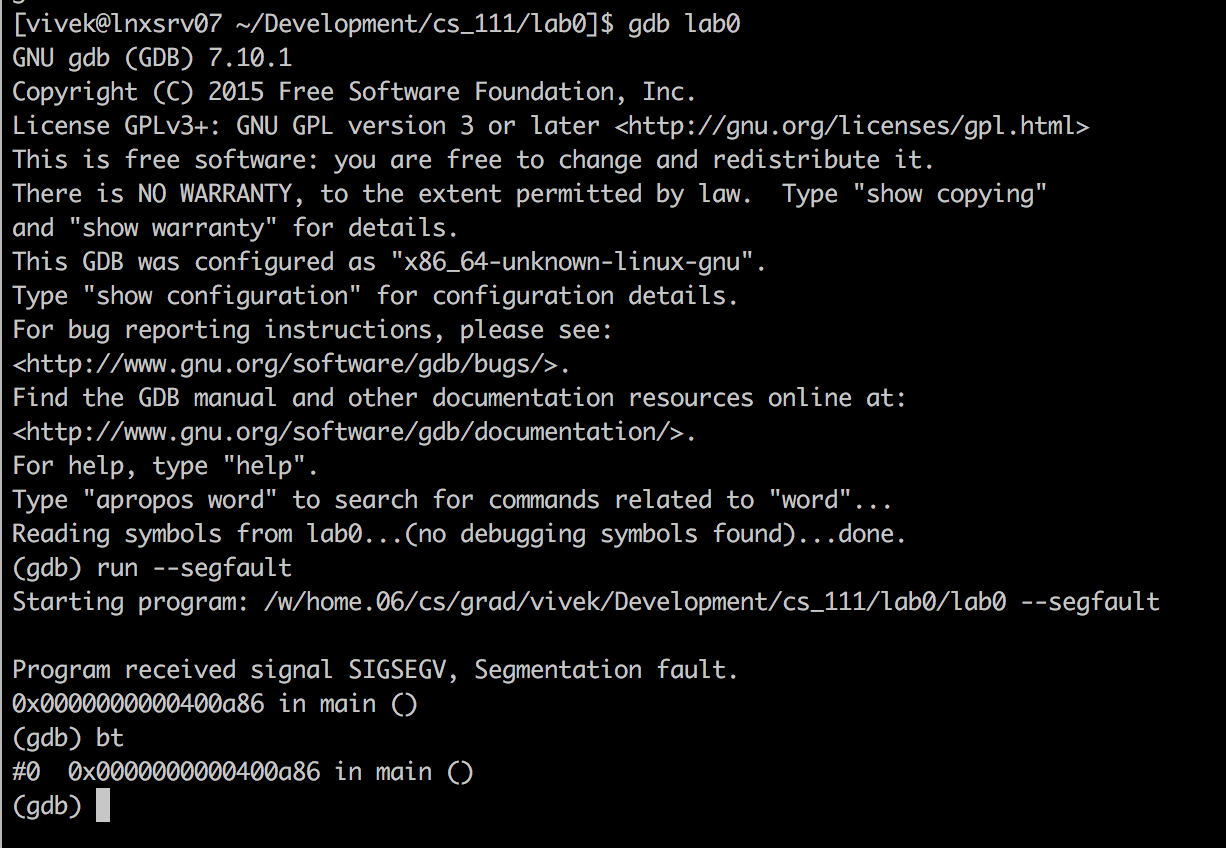 [vivek@lnxsrv07 ~/Development/cs_111/lab0]$ gdb lab0
GNU gdb (GDB) 7.10.1
Copyright (C) 2015 Free Software Foundation, Inc.
License GPLv3+: GNU GPL version 3 or later <http://gnu.org/licenses/gpl.html>
This is free software: you are free to change and redistribute it.
There is NO WARRANTY, to the extent permitted by law.  Type "show copying"
and "show warranty" for details.
This GDB was configured as "x86_64-unknown-linux-gnu".
Type "show configuration" for configuration details.
For bug reporting instructions, please see:
<http://www.gnu.org/software/gdb/bugs/>.
Find the GDB manual and other documentation resources online at:
<http://www.gnu.org/software/gdb/documentation/>.
For help, type "help".
Type "apropos word" to search for commands related to "word"...
Reading symbols from lab0...(no debugging symbols found)...done.
(gdb) run --segfault
Starting program: /w/home.06/cs/grad/vivek/Development/cs_111/lab0/lab0 --segfault

Program received signal SIGSEGV, Segmentation fault.
0x0000000000400a86 in main ()
(gdb) bt
#0  0x0000000000400a86 in main ()
(gdb)